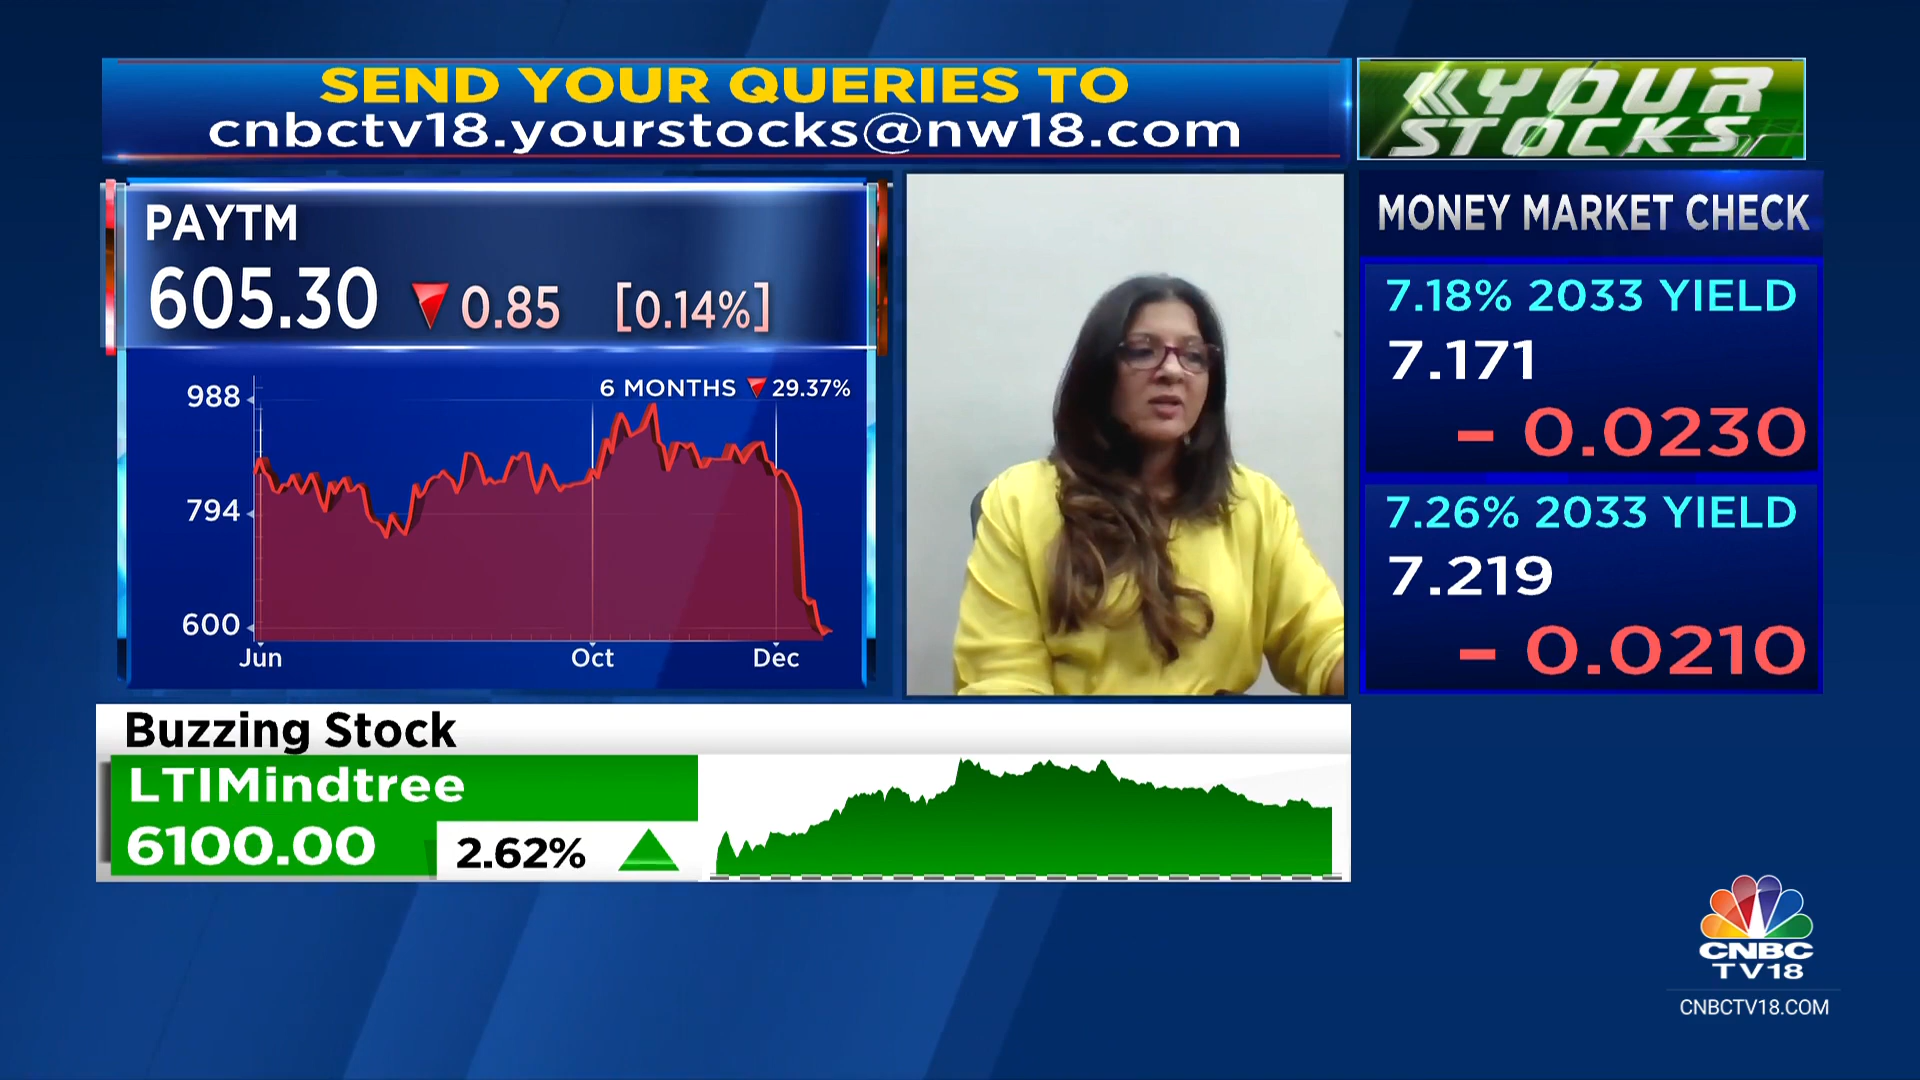 SEND YOUR QUERIES TO
cnbctv18.yourstocks@nw18.com
YOUR
STOCKS
PAYTM
605.30 ▼ 0.85 [0.14%]
6 MONTHS ▼ 29.37%
988
794
600
Jun Oct Dec
MONEY MARKET CHECK
7.18% 2033 YIELD
7.171
- 0.0230
7.26% 2033 YIELD
7.219
- 0.0210
Buzzing Stock
LTIMindtree
6100.00 2.62% ▲
CNBC
TV18
CNBCTV18.COM